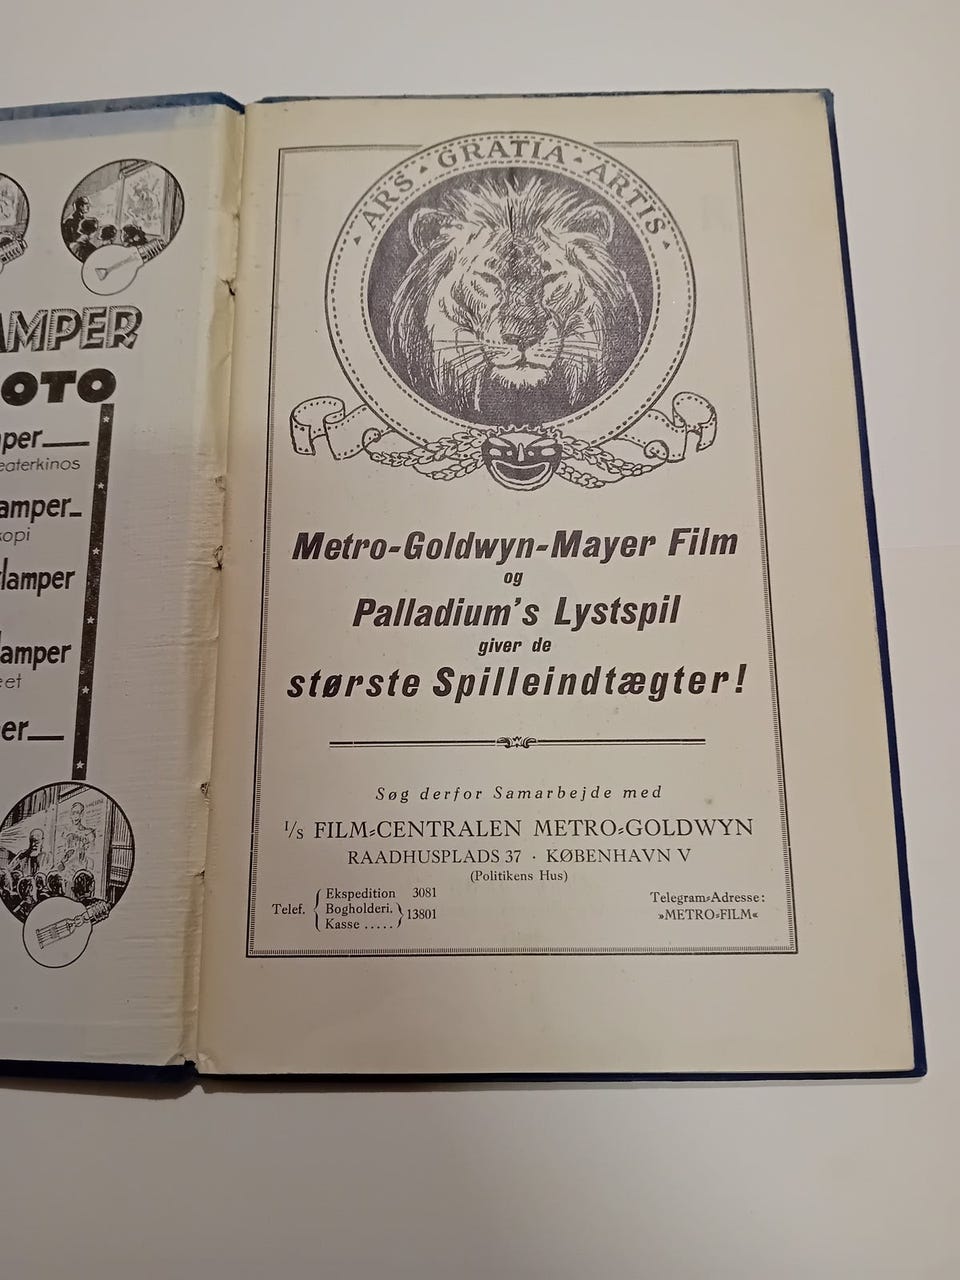 AMPER
OTO
per
eaterkinos
amper
kopi
lamper
lamper
eet
er
ARS GRATIA ARTIS
Metro-Goldwyn-Mayer Film
og
Palladium's Lystspil
giver de
største Spilleindtægter!
Søg derfor Samarbejde med
I/s FILM-CENTRALEN METRO-GOLDWYN
RAADHUSPLADS 37 · KØBENHAVN V
(Politikens Hus)
Telef. Ekspedition 3081
Bogholderi. 13801
Kasse .....
Telegram-Adresse:
»METRO-FILM«